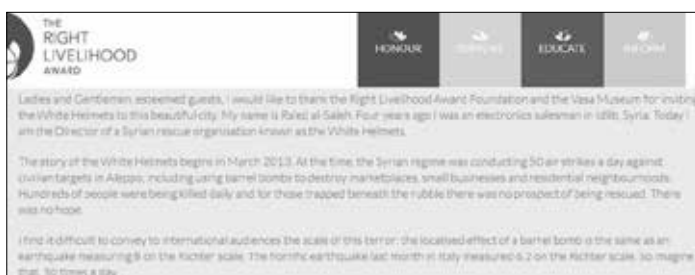 THE
RIGHT
LIVELIHOOD
AWARD
HONOUR
EDUCATE
Ladies and Gentlemen, esteemed guests, I would like to thank the Right Livelihood Award Foundation and the Vasa Museum for inviting
the White Helmets to this beautiful city. My name is Raed al-Saleh. Four years ago I was an electronics salesman in Idlib, Syria. Today I
am the Director of a Syrian rescue organisation known as the White Helmets.
The story of the White Helmets begins in March 2013. At the time, the Syrian regime was conducting 50 air strikes a day against
civilian targets in Aleppo, including using barrel bombs to destroy marketplaces, small businesses and residential neighbourhoods.
Hundreds of people were being killed daily and for those trapped beneath the rubble there was no prospect of being rescued. There
was no hope.
I find it difficult to convey to international audiences the scale of this terror: the localised effect of a barrel bomb is the same as an
earthquake measuring 8 on the Richter scale. The horrific earthquake last month in Italy measured 6.2 on the Richter scale. So imagine
that, 50 times a day.